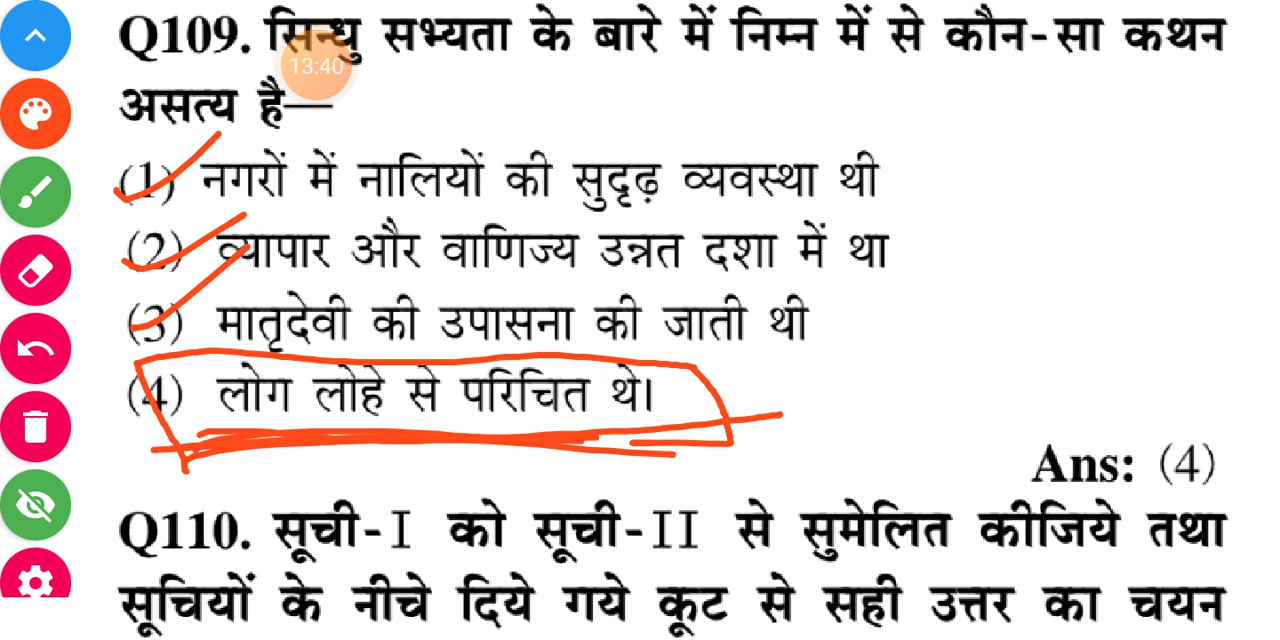 Q109. सिन्धु सभ्यता के बारे में निम्न में से कौन-सा कथन
13:40
असत्य है—
(1) नगरों में नालियों की सुदृढ़ व्यवस्था थी
(2) व्यापार और वाणिज्य उन्नत दशा में था
(3) मातृदेवी की उपासना की जाती थी
(4) लोग लोहे से परिचित थे।
Ans: (4)
Q110. सूची-I को सूची-II से सुमेलित कीजिये तथा
सूचियों के नीचे दिये गये कूट से सही उत्तर का चयन